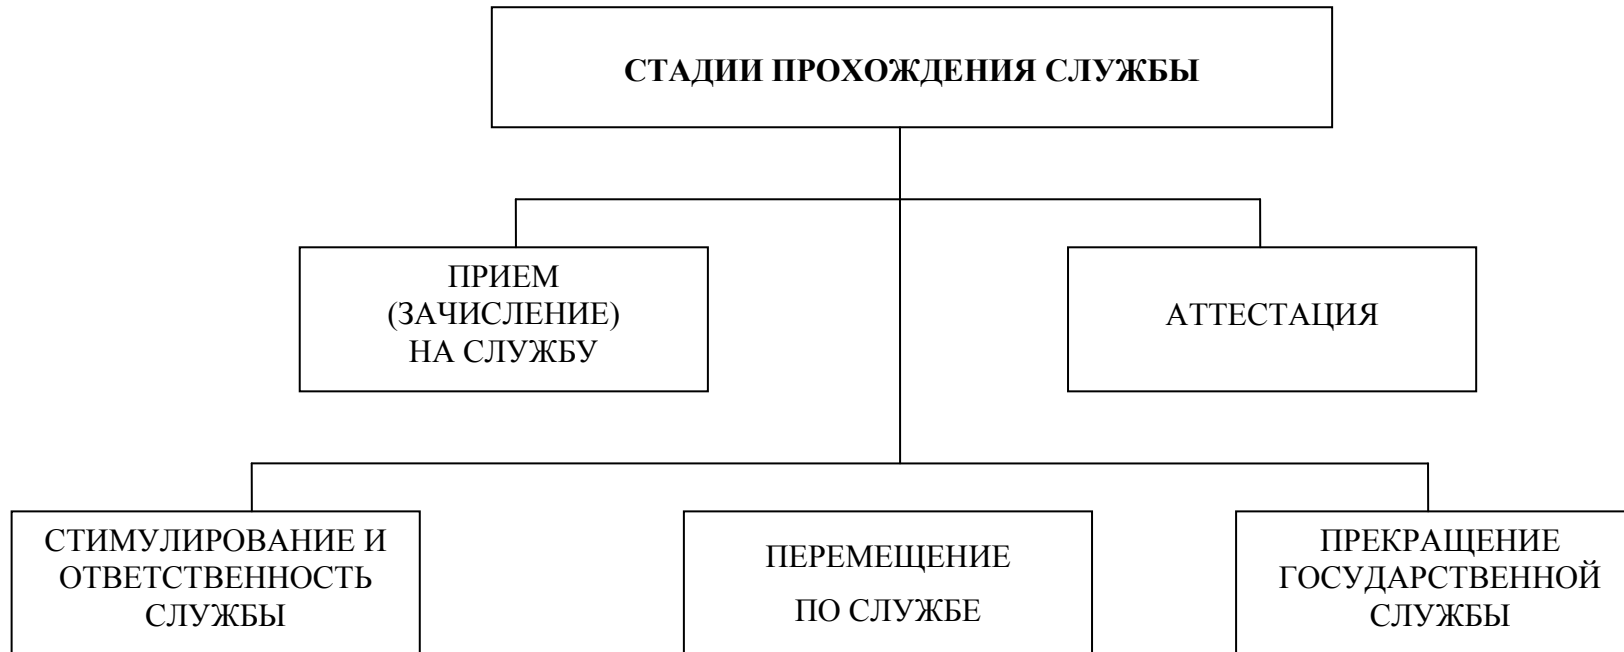 СТАДИИ ПРОХОЖДЕНИЯ СЛУЖБЫ
ПРИЕМ
(ЗАЧИСЛЕНИЕ)
НА СЛУЖБУ
АТТЕСТАЦИЯ
СТИМУЛИРОВАНИЕ И
ОТВЕТСТВЕННОСТЬ
СЛУЖБЫ
ПЕРЕМЕЩЕНИЕ
ПО СЛУЖБЕ
ПРЕКРАЩЕНИЕ
ГОСУДАРСТВЕННОЙ
СЛУЖБЫ